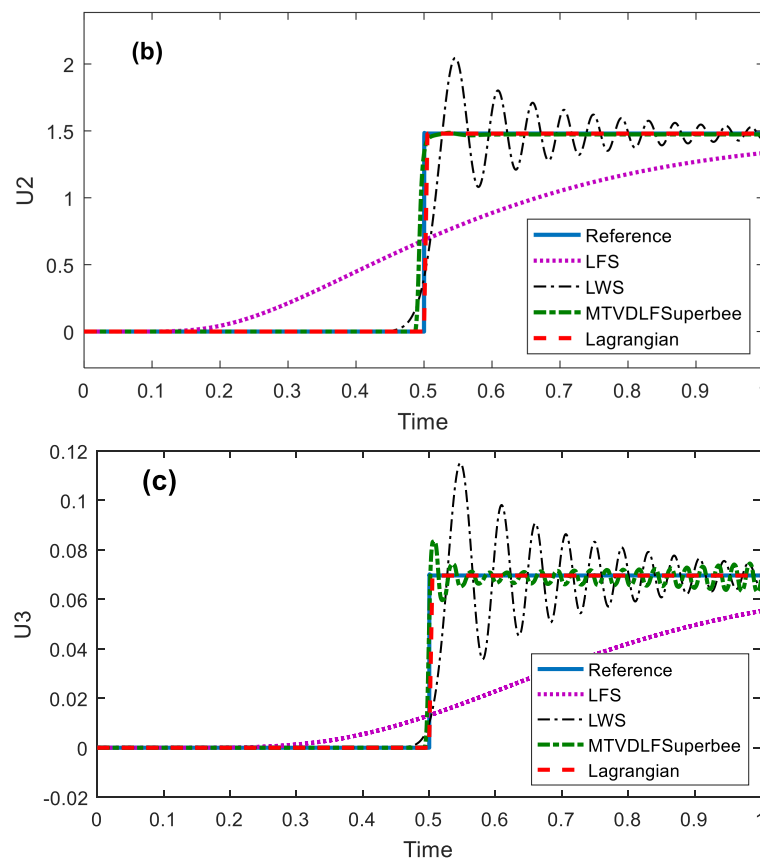 (b)
2
1.5
1
0.5
0
U2
Reference
LFS
LWS
MTVDLFSuperbee
Lagrangian
0 0.1 0.2 0.3 0.4 0.5 0.6 0.7 0.8 0.9 1
Time
(c)
0.12
0.1
0.08
0.06
0.04
0.02
0
-0.02
U3
Reference
LFS
LWS
MTVDLFSuperbee
Lagrangian
0 0.1 0.2 0.3 0.4 0.5 0.6 0.7 0.8 0.9 1
Time